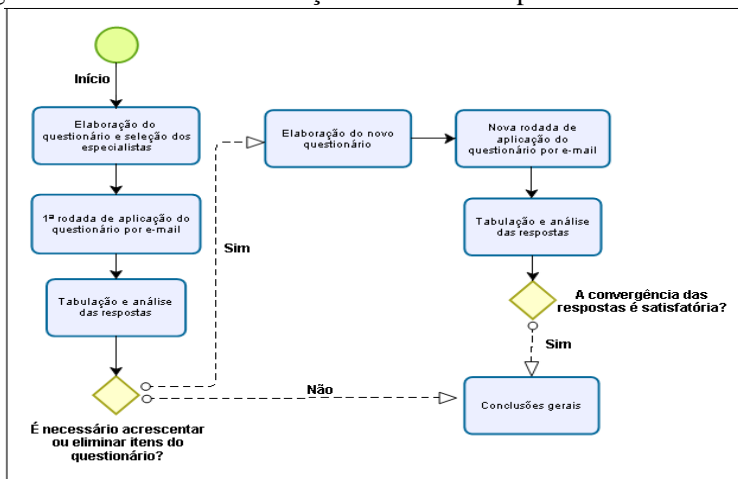 Início
Elaboração do
questionário e seleção dos
especialistas
1ª rodada de aplicação do
questionário por e-mail
Tabulação e análise
das respostas
É necessário acrescentar
ou eliminar itens do
questionário?
Sim
Não
Elaboração do novo
questionário
Nova rodada de
aplicação do
questionário por e-mail
Tabulação e análise
das respostas
A convergência das
respostas é satisfatória?
Sim
Conclusões gerais